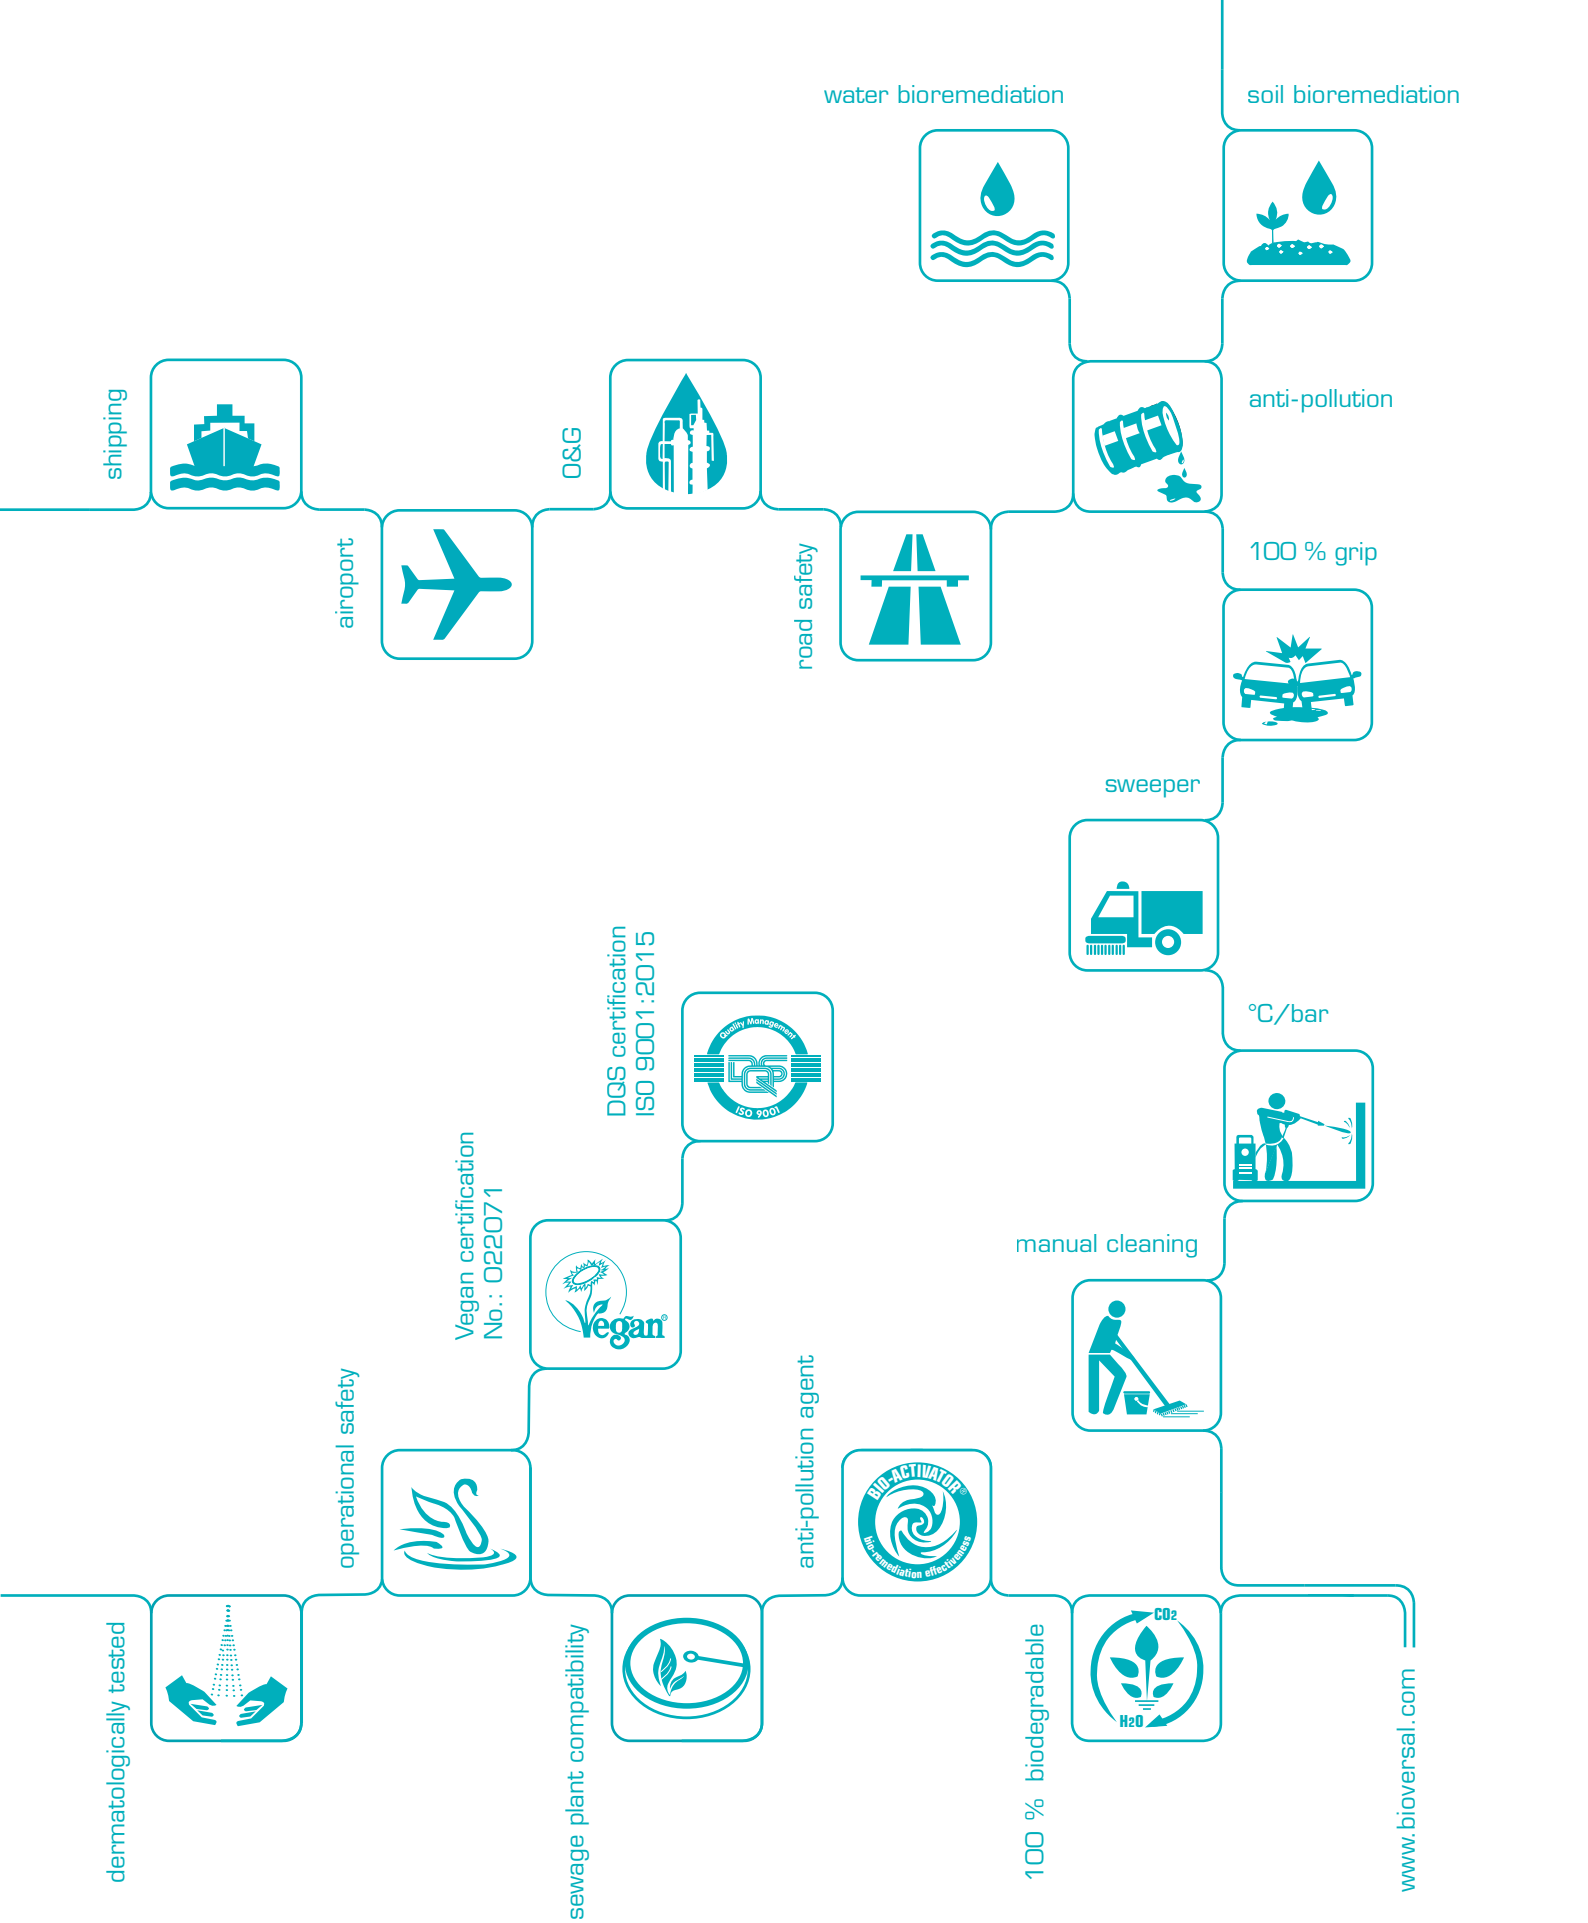 water bioremediation
soil bioremediation
shipping
O&G
anti-pollution
airoport
road safety
100 % grip
sweeper
DQS certification
ISO 9001:2015
Quality Management
DQS
ISO 9001
°C/bar
Vegan certification
No.: 022071
Vegan®
manual cleaning
operational safety
anti-pollution agent
BIO-ACTIVATOR®
bio-remediation effectiveness
dermatologically tested
sewage plant compatibility
100 % biodegradable
CO2
H2O
www.bioversal.com